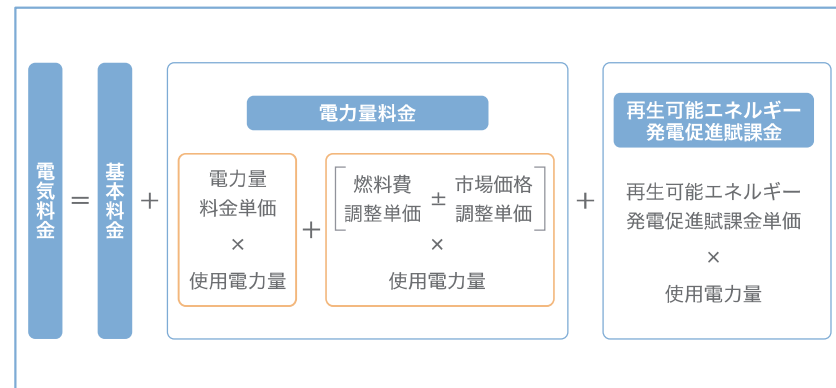 電気料金
＝
基本料金
＋
電力量料金
電力量
料金単価
×
使用電力量
＋
燃料費
調整単価
±
市場価格
調整単価
×
使用電力量
＋
再生可能エネルギー
発電促進賦課金
再生可能エネルギー
発電促進賦課金単価
×
使用電力量